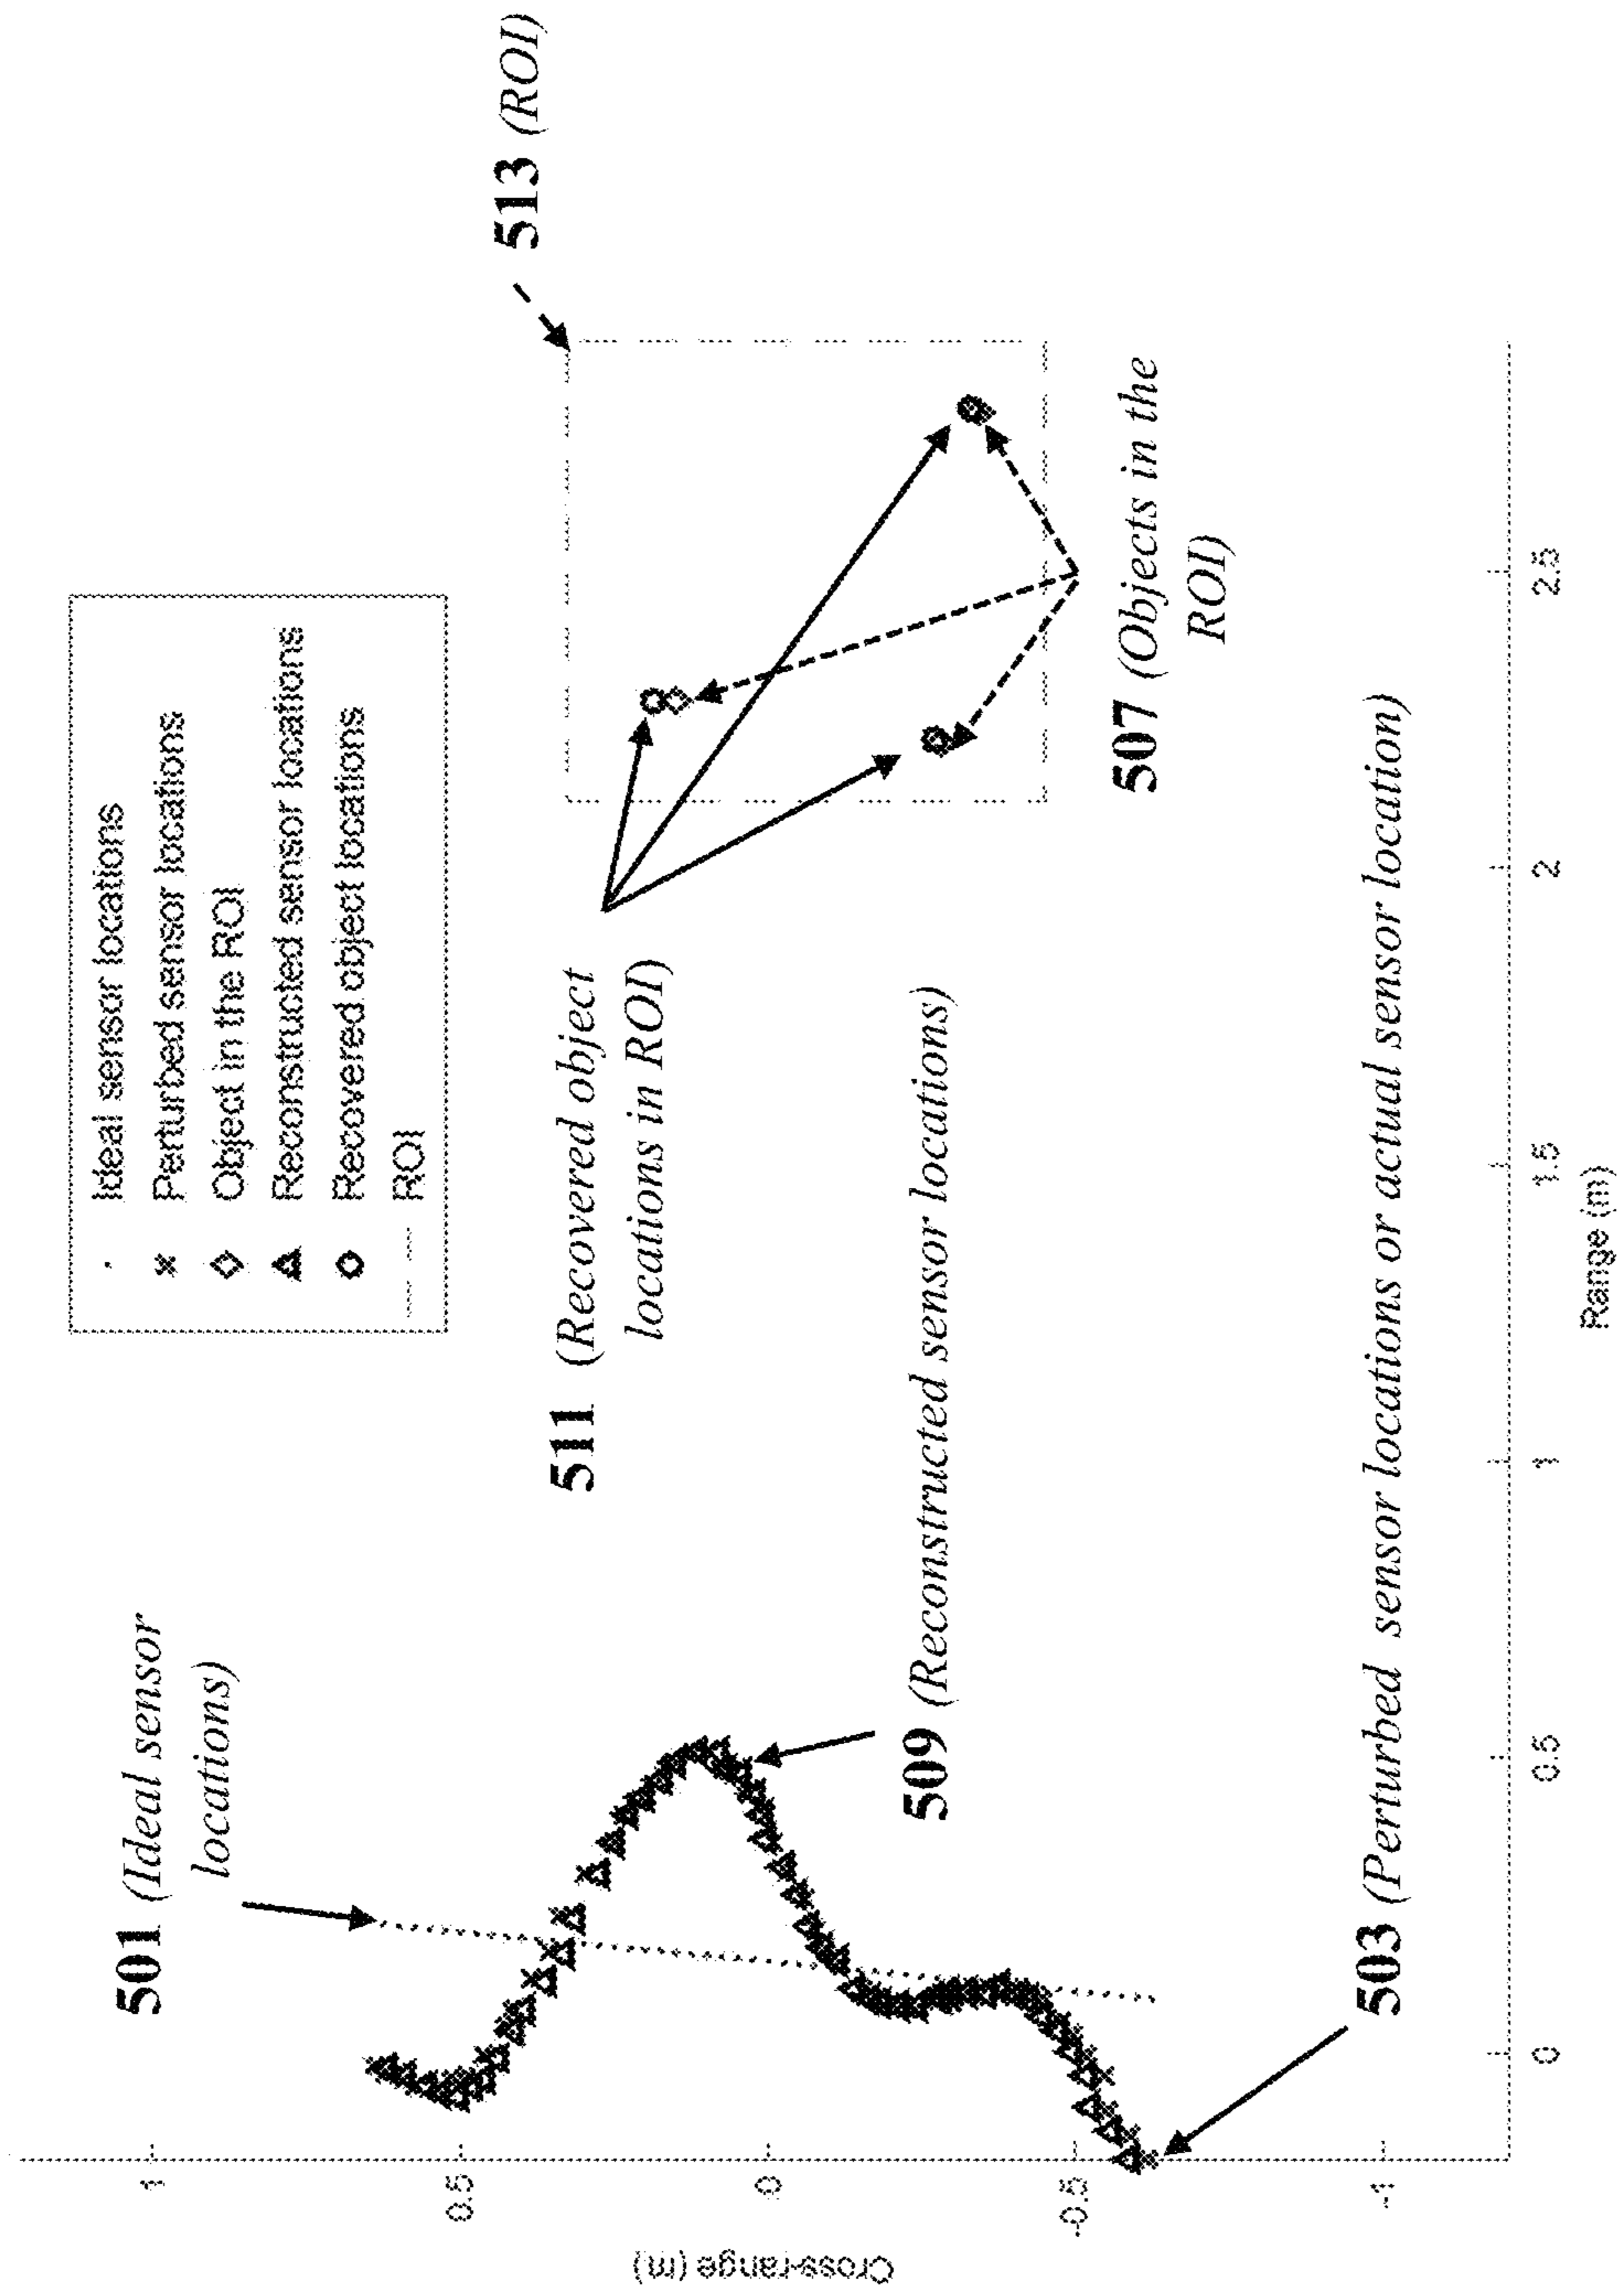 Ideal sensor locations
Perturbed sensor locations
Object in the ROI
Reconstructed sensor locations
Recovered object locations
ROI
501 (Ideal sensor
locations)
513 (ROI)
511 (Recovered object
locations in ROI)
509 (Reconstructed sensor locations)
507 (Objects in the
ROI)
503 (Perturbed sensor locations or actual sensor location)
Cross-range (m)
1
0.5
0
-0.5
-1
0
0.5
1
1.5
2
2.5
Range (m)